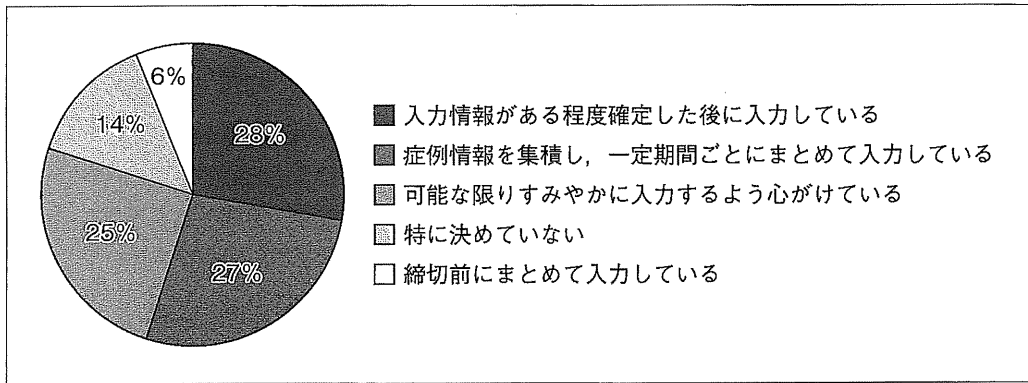 6%
14%
28%
25%
27%
入力情報がある程度確定した後に入力している
症例情報を集積し，一定期間ごとにまとめて入力している
可能な限りすみやかに入力するよう心がけている
特に決めていない
締切前にまとめて入力している